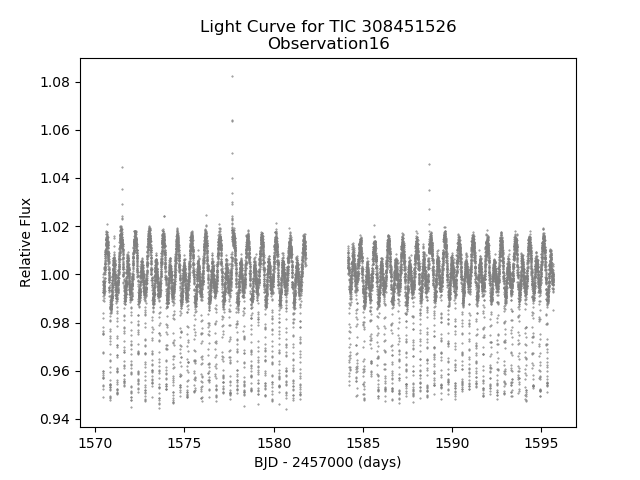 Light Curve for TIC 308451526
Observation16
Relative Flux
1.08
1.06
1.04
1.02
1.00
0.98
0.96
0.94
1570 1575 1580 1585 1590 1595
BJD - 2457000 (days)